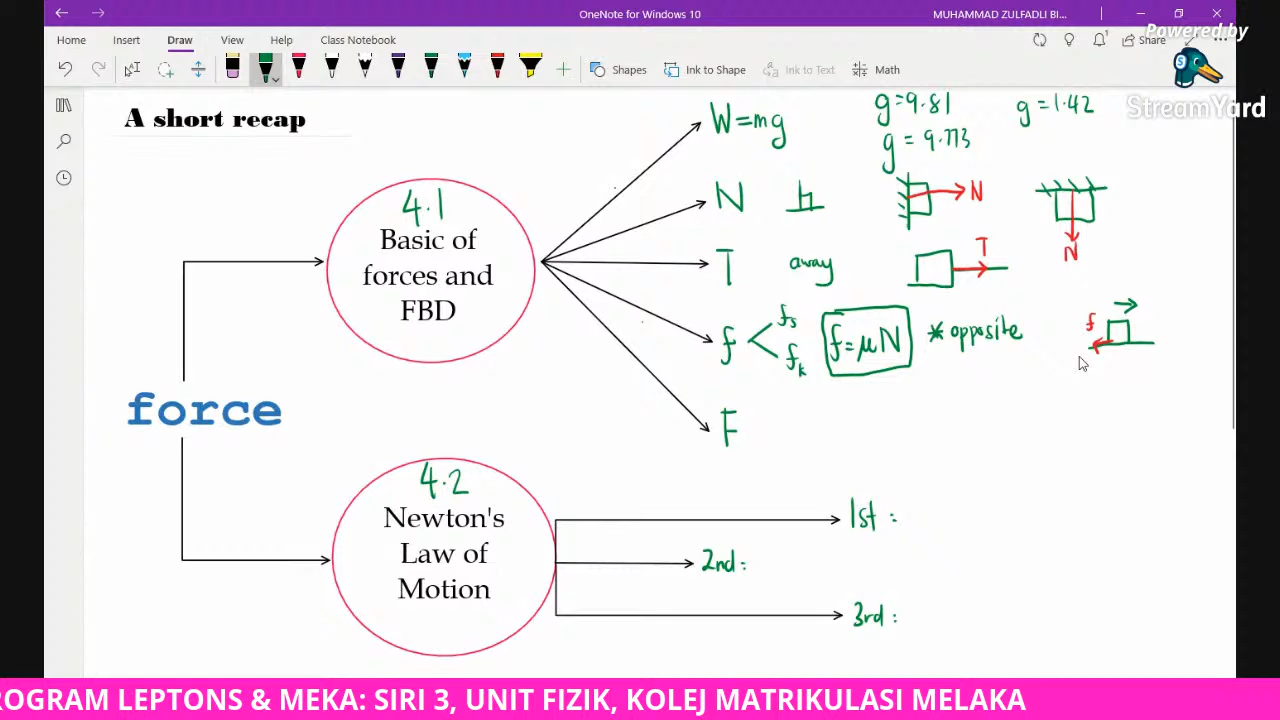 OneNote for Windows 10
MUHAMMAD ZULFADLI BI...
Powered by
StreamYard
Home Insert Draw View Help Class Notebook
Share
Shapes Ink to Shape Ink to Text Math
A short recap
W=mg
g=9.81
g=1.42
g=9.773
4.1
Basic of
forces and
FBD
N
N
N
T away
T
f
fs
fk
f=μN
*opposite
f
F
force
4.2
Newton's
Law of
Motion
1st :
2nd :
3rd :
ROGRAM LEPTONS & MEKA: SIRI 3, UNIT FIZIK, KOLEJ MATRIKULASI MELAKA